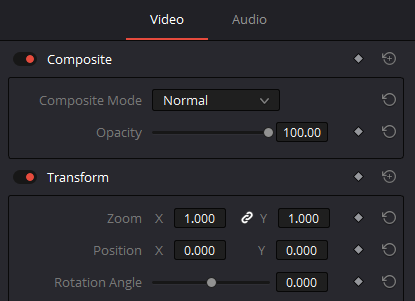 Video Audio
Composite
Composite Mode Normal
Opacity 100.00
Transform
Zoom X 1.000 Y 1.000
Position X 0.000 Y 0.000
Rotation Angle 0.000